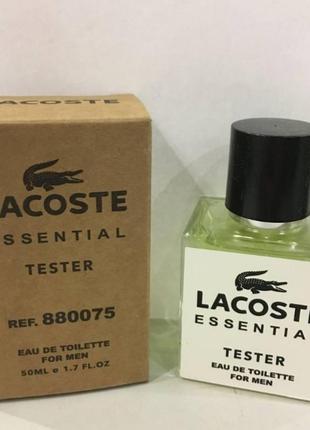 LACOSTE
ESSENTIAL
TESTER
REF. 880075
EAU DE TOILETTE
FOR MEN
50ML e 1.7 FL.OZ
LACOSTE
ESSENTIAL
TESTER
EAU DE TOILETTE
FOR MEN